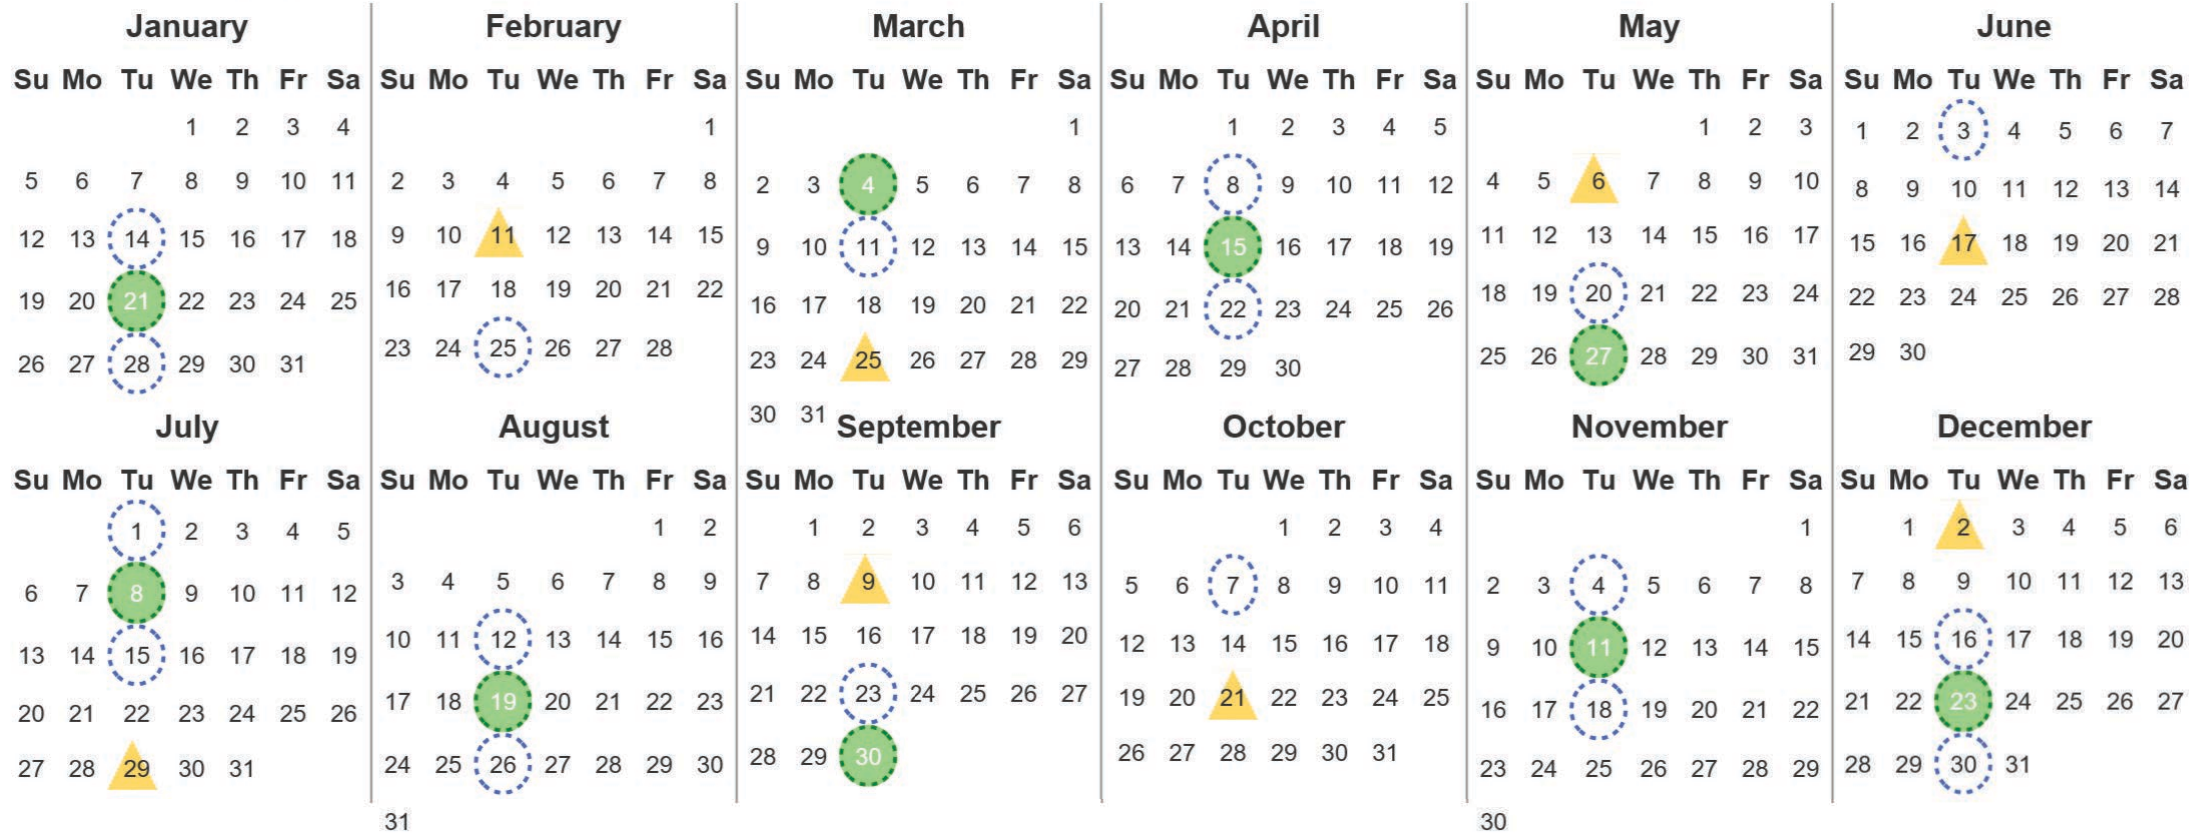 January
Su Mo Tu We Th Fr Sa
1 2 3 4
5 6 7 8 9 10 11
12 13 14 15 16 17 18
19 20 21 22 23 24 25
26 27 28 29 30 31
February
Su Mo Tu We Th Fr Sa
1
2 3 4 5 6 7 8
9 10 11 12 13 14 15
16 17 18 19 20 21 22
23 24 25 26 27 28
March
Su Mo Tu We Th Fr Sa
1
2 3 4 5 6 7 8
9 10 11 12 13 14 15
16 17 18 19 20 21 22
23 24 25 26 27 28 29
30 31
April
Su Mo Tu We Th Fr Sa
1 2 3 4 5
6 7 8 9 10 11 12
13 14 15 16 17 18 19
20 21 22 23 24 25 26
27 28 29 30
May
Su Mo Tu We Th Fr Sa
1 2 3
4 5 6 7 8 9 10
11 12 13 14 15 16 17
18 19 20 21 22 23 24
25 26 27 28 29 30 31
June
Su Mo Tu We Th Fr Sa
1 2 3 4 5 6 7
8 9 10 11 12 13 14
15 16 17 18 19 20 21
22 23 24 25 26 27 28
29 30
July
Su Mo Tu We Th Fr Sa
1 2 3 4 5
6 7 8 9 10 11 12
13 14 15 16 17 18 19
20 21 22 23 24 25 26
27 28 29 30 31
August
Su Mo Tu We Th Fr Sa
1 2
3 4 5 6 7 8 9
10 11 12 13 14 15 16
17 18 19 20 21 22 23
24 25 26 27 28 29 30
31
September
Su Mo Tu We Th Fr Sa
1 2 3 4 5 6
7 8 9 10 11 12 13
14 15 16 17 18 19 20
21 22 23 24 25 26 27
28 29 30
October
Su Mo Tu We Th Fr Sa
1 2 3 4
5 6 7 8 9 10 11
12 13 14 15 16 17 18
19 20 21 22 23 24 25
26 27 28 29 30 31
November
Su Mo Tu We Th Fr Sa
1
2 3 4 5 6 7 8
9 10 11 12 13 14 15
16 17 18 19 20 21 22
23 24 25 26 27 28 29
30
December
Su Mo Tu We Th Fr Sa
1 2 3 4 5 6
7 8 9 10 11 12 13
14 15 16 17 18 19 20
21 22 23 24 25 26 27
28 29 30 31